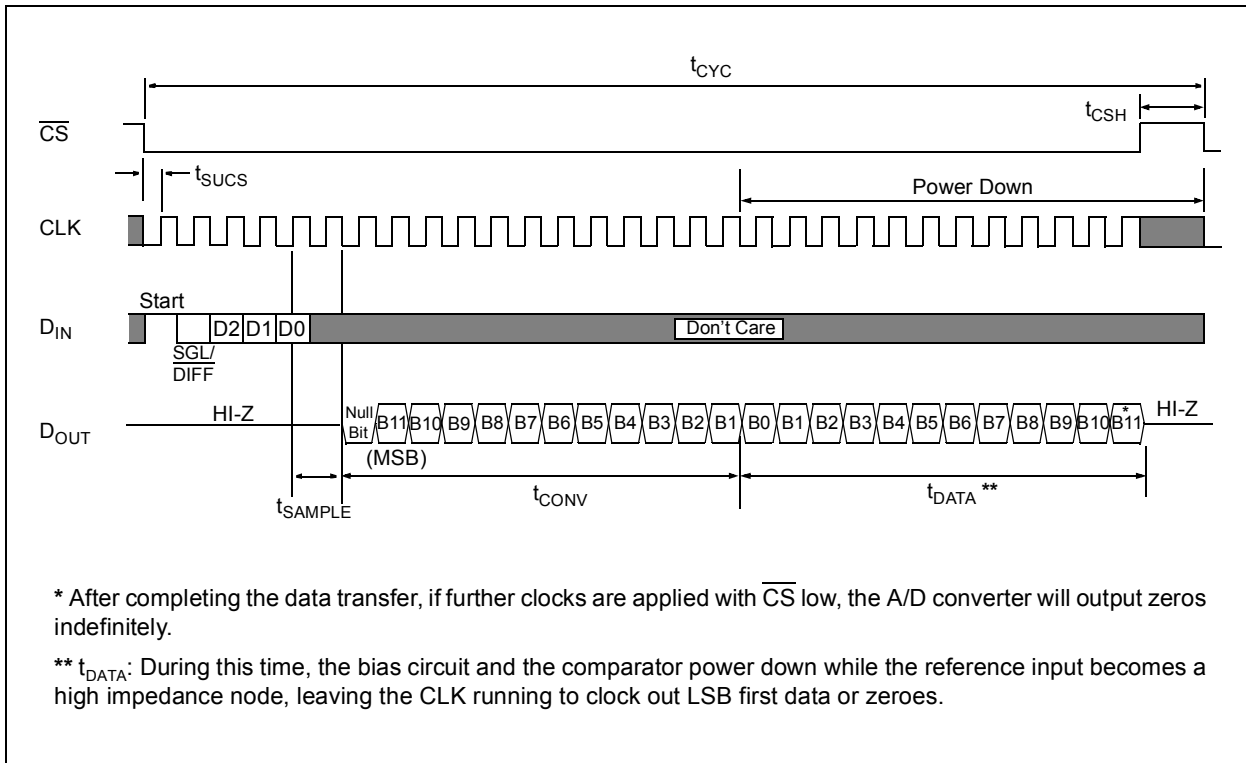 tCYC
tCSH
CS
tSUCS
Power Down
CLK
Start
DIN
D2 D1 D0
Don't Care
SGL/
DIFF
HI-Z
DOUT
Null
Bit
B11 B10 B9 B8 B7 B6 B5 B4 B3 B2 B1 B0 B1 B2 B3 B4 B5 B6 B7 B8 B9 B10 B11*
HI-Z
(MSB)
tSAMPLE
tCONV
tDATA **
* After completing the data transfer, if further clocks are applied with CS low, the A/D converter will output zeros
indefinitely.
** tDATA: During this time, the bias circuit and the comparator power down while the reference input becomes a
high impedance node, leaving the CLK running to clock out LSB first data or zeroes.